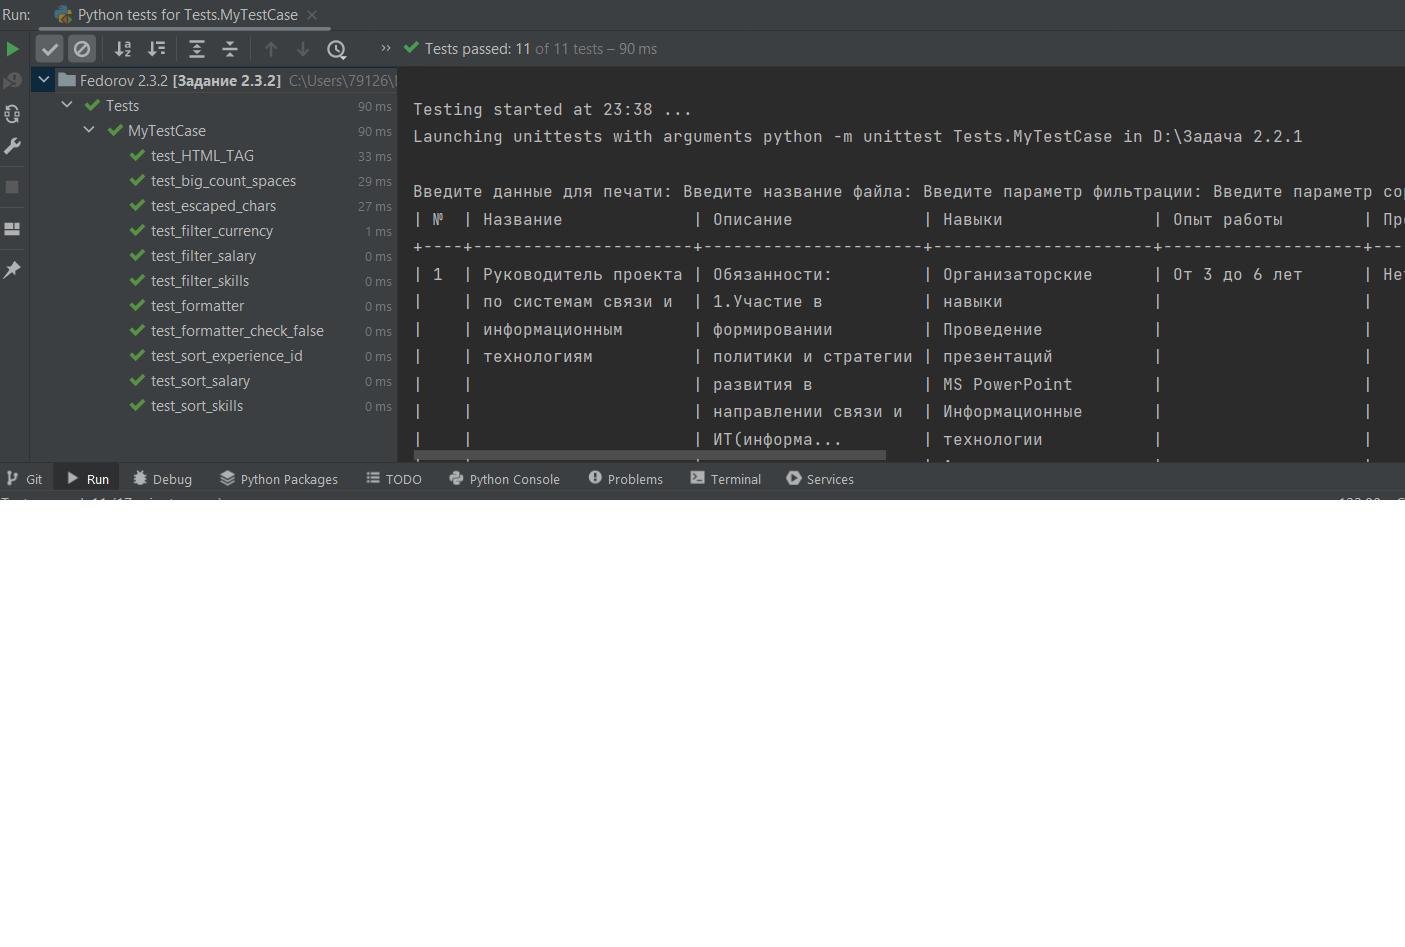 Run: Python tests for Tests.MyTestCase
Tests passed: 11 of 11 tests – 90 ms
Fedorov 2.3.2 [Задание 2.3.2] C:\Users\79126\
Tests 90 ms
MyTestCase 90 ms
test_HTML_TAG 33 ms
test_big_count_spaces 29 ms
test_escaped_chars 27 ms
test_filter_currency 1 ms
test_filter_salary 0 ms
test_filter_skills 0 ms
test_formatter 0 ms
test_formatter_check_false 0 ms
test_sort_experience_id 0 ms
test_sort_salary 0 ms
test_sort_skills 0 ms
Testing started at 23:38 ...
Launching unittests with arguments python -m unittest Tests.MyTestCase in D:\Задача 2.2.1
Введите данные для печати: Введите название файла: Введите параметр фильтрации: Введите параметр со
| № | Название | Описание | Навыки | Опыт работы | Пр
+----+----------------------+----------------------+----------------------+--------------------+---
| 1 | Руководитель проекта | Обязанности: | Организаторские | От 3 до 6 лет | Не
| | по системам связи и | 1.Участие в | навыки | |
| | информационным | формировании | Проведение | |
| | технологиям | политики и стратегии | презентаций | |
| | | развития в | MS PowerPoint | |
| | | направлении связи и | Информационные | |
| | | ИТ(информа... | технологии | |
Git Run Debug Python Packages TODO Python Console Problems Terminal Services